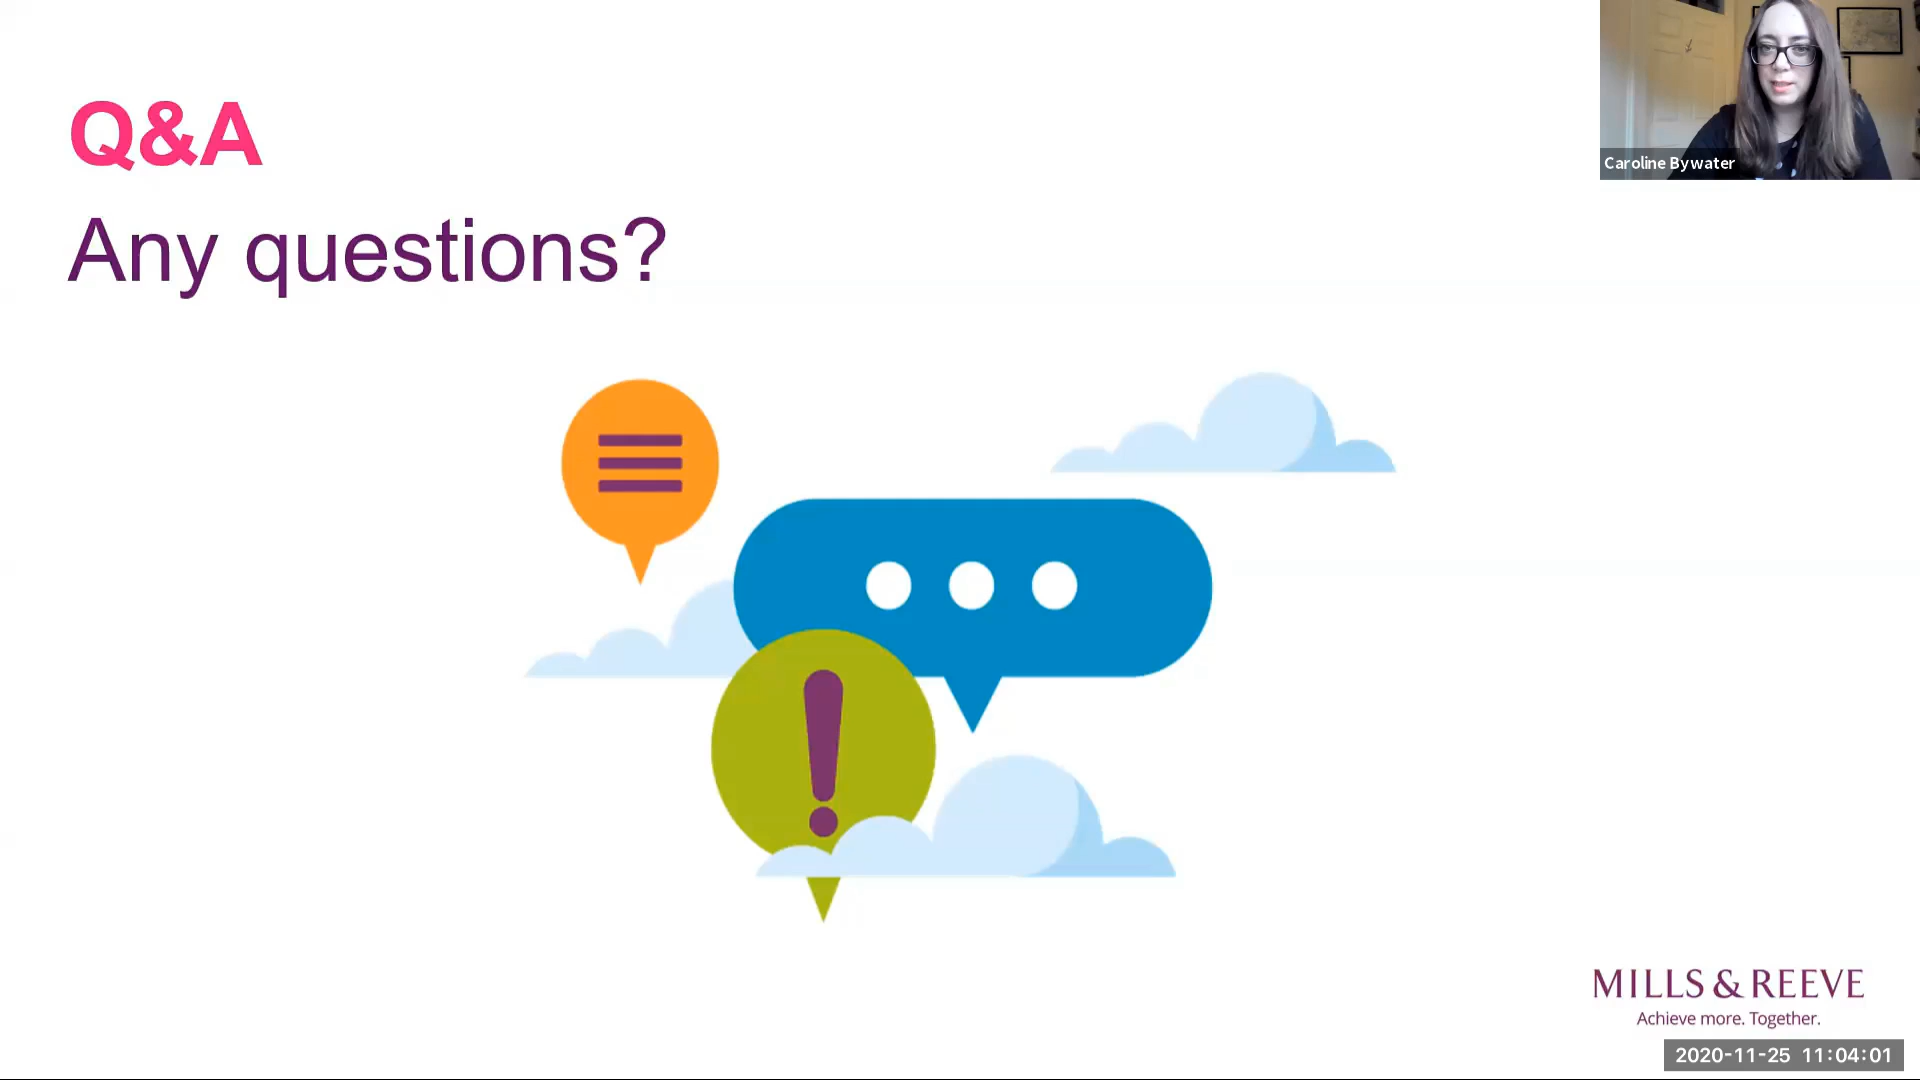 Q&A
Any questions?
Caroline Bywater
MILLS & REEVE
Achieve more. Together.
2020-11-25 11:04:01